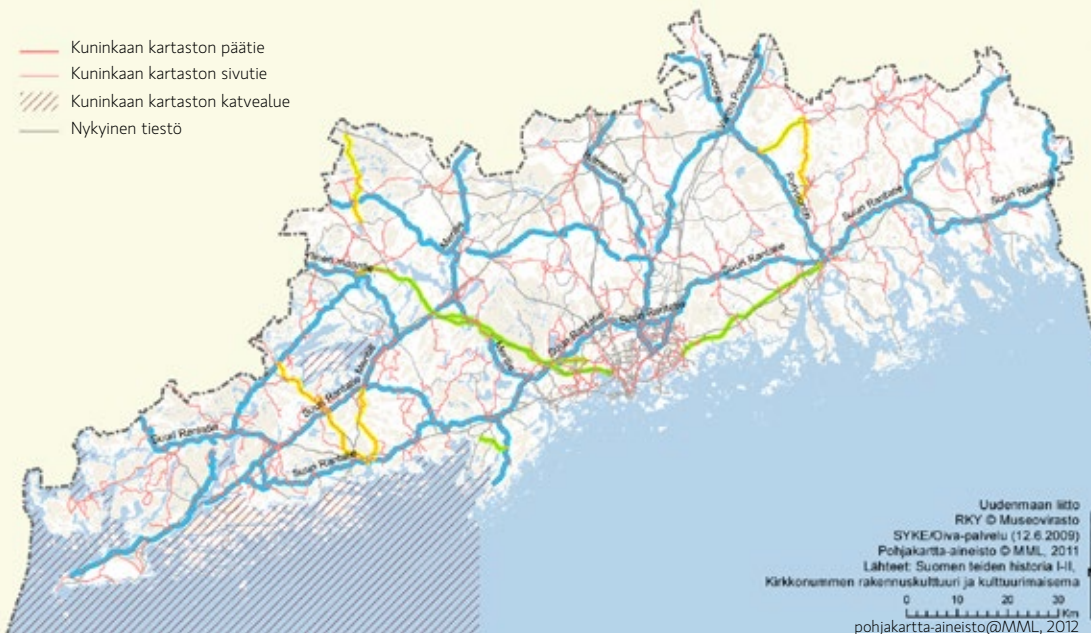 Kuninkaan kartaston päätie
Kuninkaan kartaston sivutie
Kuninkaan kartaston katvealue
Nykyinen tiestö
Suuri Rantatie
Suuri Rantatie
Suuri Rantatie
Suuri Rantatie
Suuri Rantatie
Suuri Rantatie
Suuri Rantatie
Suuri Rantatie
Uudenmaan liitto
RKY © Museovirasto
SYKE/Oiva-palvelu (12.6.2009)
Pohjakartta-aineisto © MML, 2011
Lähteet: Suomen teiden historia I-II,
Kirkkonummen rakennuskulttuuri ja kulttuurimaisema
0 10 20 30
Km
pohjakartta-aineisto@MML, 2012